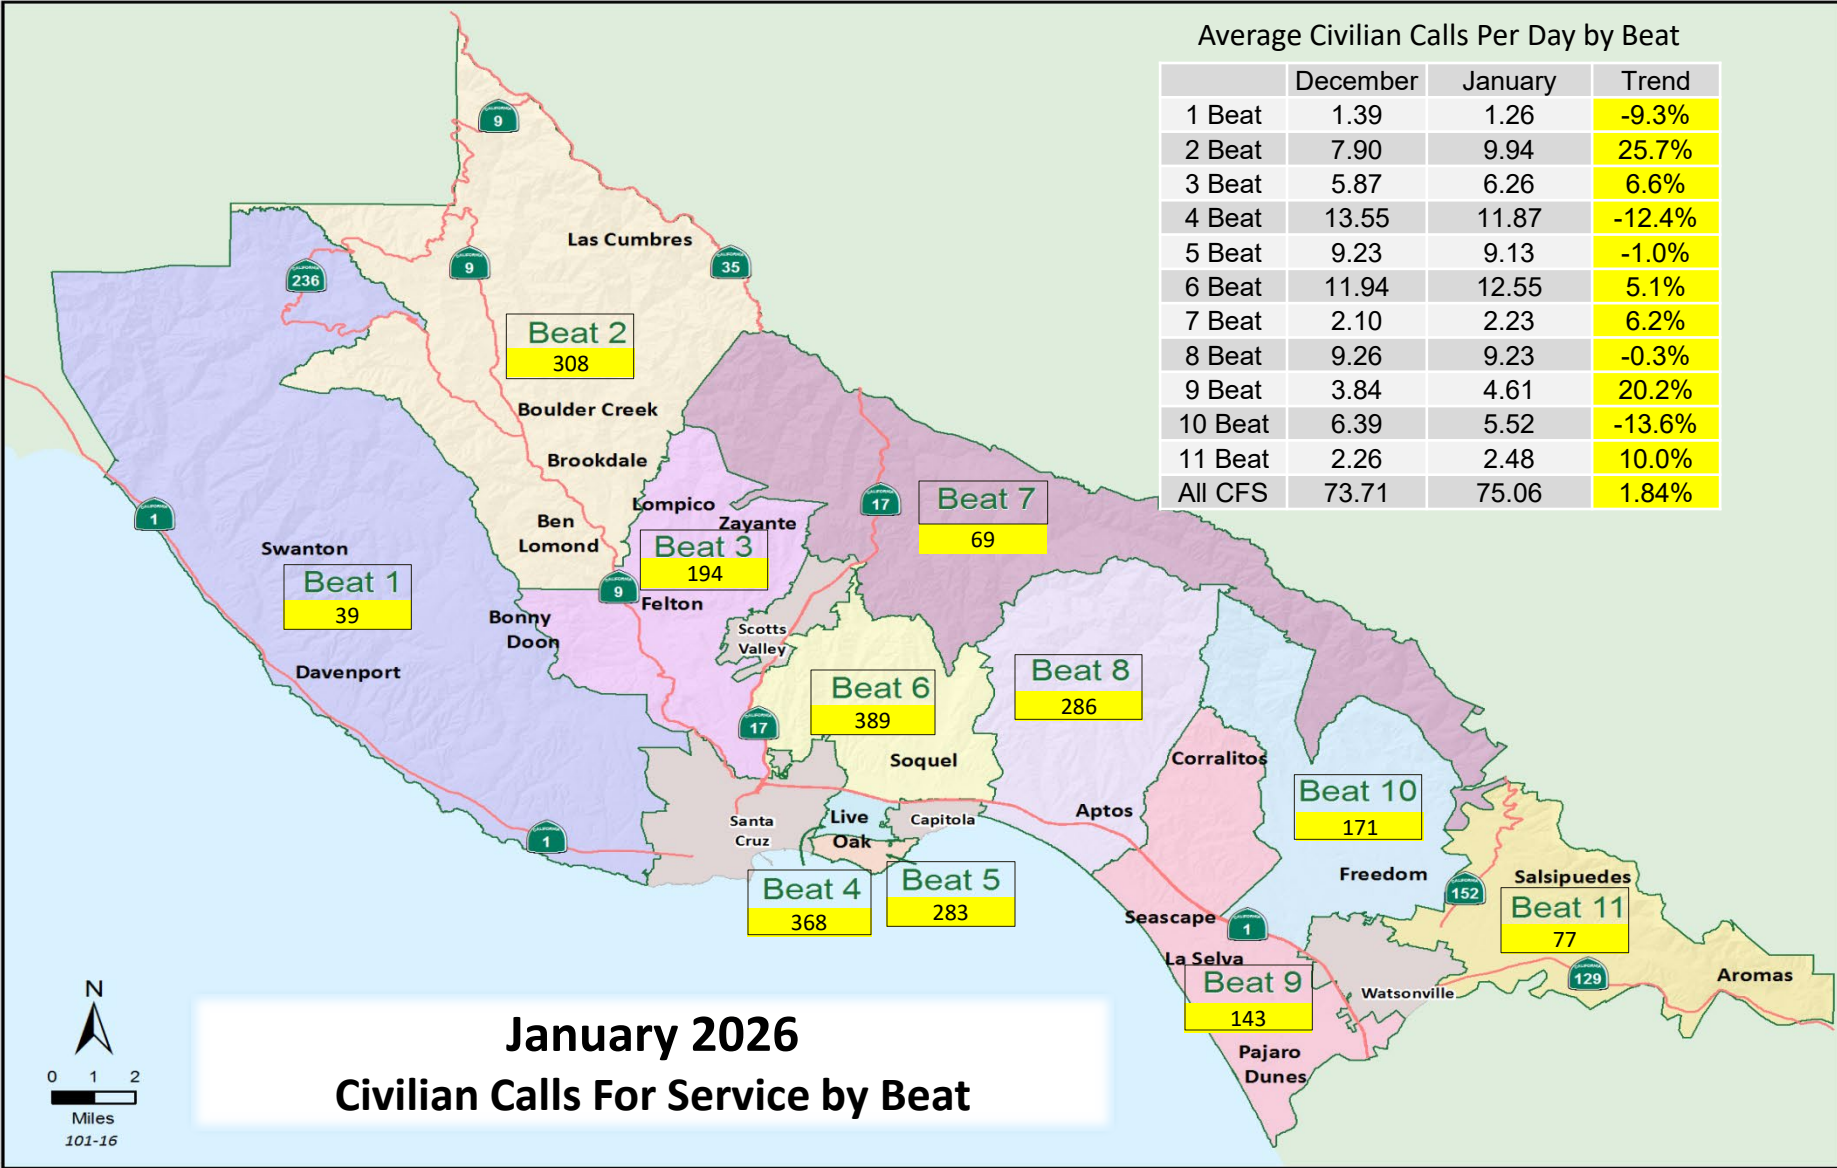 Average Civilian Calls Per Day by Beat
December January Trend
1 Beat 1.39 1.26 -9.3%
2 Beat 7.90 9.94 25.7%
3 Beat 5.87 6.26 6.6%
4 Beat 13.55 11.87 -12.4%
5 Beat 9.23 9.13 -1.0%
6 Beat 11.94 12.55 5.1%
7 Beat 2.10 2.23 6.2%
8 Beat 9.26 9.23 -0.3%
9 Beat 3.84 4.61 20.2%
10 Beat 6.39 5.52 -13.6%
11 Beat 2.26 2.48 10.0%
All CFS 73.71 75.06 1.84%
9
Las Cumbres
9
35
236
Beat 2
308
Boulder Creek
Brookdale
Ben
Lomond
Lompico
Zayante
Beat 3
194
9
Felton
17
Beat 7
69
1
Swanton
Beat 1
39
Davenport
Bonny
Doon
Scotts
Valley
Beat 6
389
17
Soquel
Beat 8
286
Aptos
Corralitos
Beat 10
171
Freedom
1
Santa
Cruz
Live
Oak
Capitola
Beat 4
368
Beat 5
283
152
Salsipuedes
Beat 11
77
129
Aromas
Seascape
1
La Selva
Beat 9
143
Watsonville
Pajaro
Dunes
N
0 1 2
Miles
101-16
January 2026
Civilian Calls For Service by Beat